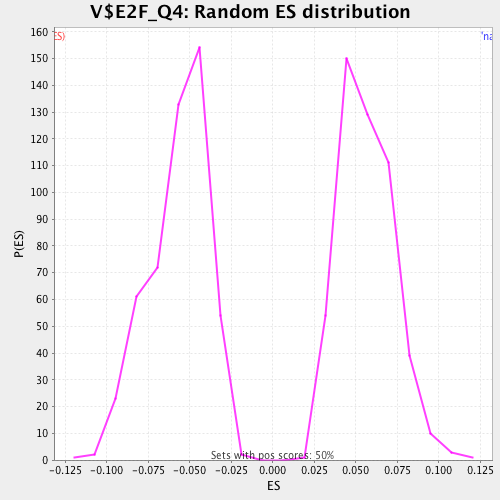 V$E2F_Q4: Random ES distribution
ES)
'na
160
150
140
130
120
110
100
90
80
70
60
50
40
30
20
10
0
P(ES)
Sets with pos scores: 50%
-0.125 -0.100 -0.075 -0.050 -0.025 0.000 0.025 0.050 0.075 0.100 0.125
ES